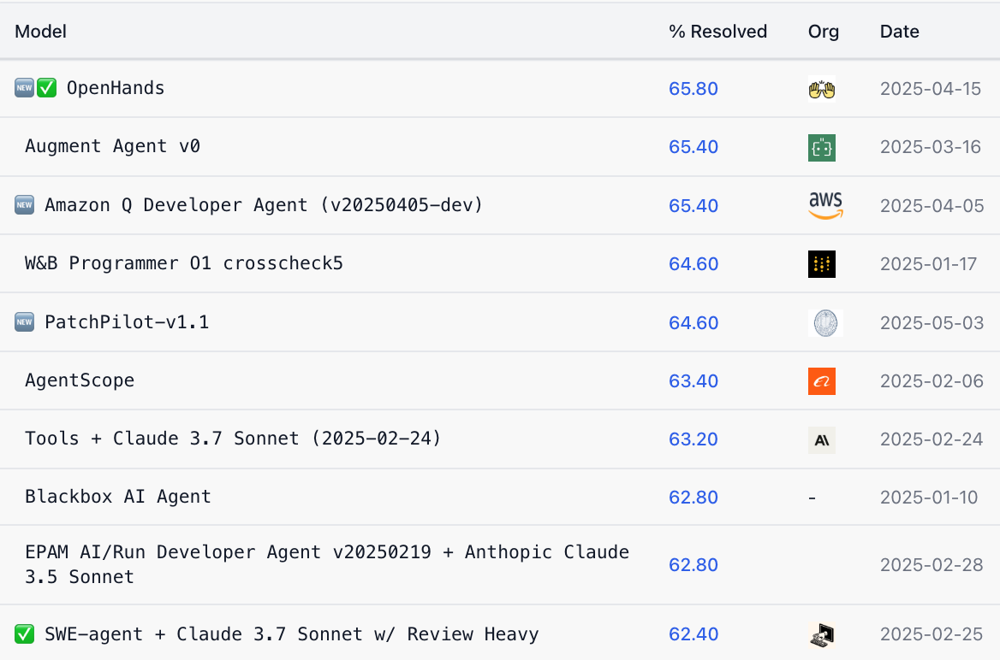 Model % Resolved Org Date
NEW OpenHands 65.80 2025-04-15
Augment Agent v0 65.40 2025-03-16
NEW Amazon Q Developer Agent (v20250405-dev) 65.40 aws 2025-04-05
W&B Programmer O1 crosscheck5 64.60 2025-01-17
NEW PatchPilot-v1.1 64.60 2025-05-03
AgentScope 63.40 2025-02-06
Tools + Claude 3.7 Sonnet (2025-02-24) 63.20 A\ 2025-02-24
Blackbox AI Agent 62.80 - 2025-01-10
EPAM AI/Run Developer Agent v20250219 + Anthopic Claude
3.5 Sonnet 62.80 2025-02-28
SWE-agent + Claude 3.7 Sonnet w/ Review Heavy 62.40 2025-02-25